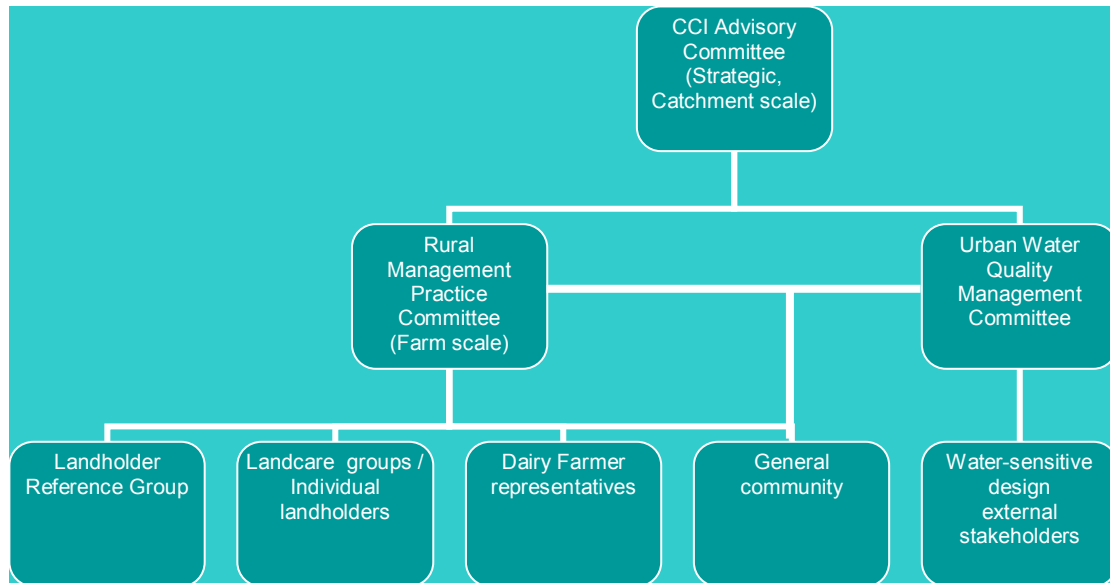 CCI Advisory
Committee
(Strategic,
Catchment scale)
Rural
Management
Practice
Committee
(Farm scale)
Urban Water
Quality
Management
Committee
Landholder
Reference Group
Landcare groups /
Individual
landholders
Dairy Farmer
representatives
General
community
Water-sensitive
design
external
stakeholders